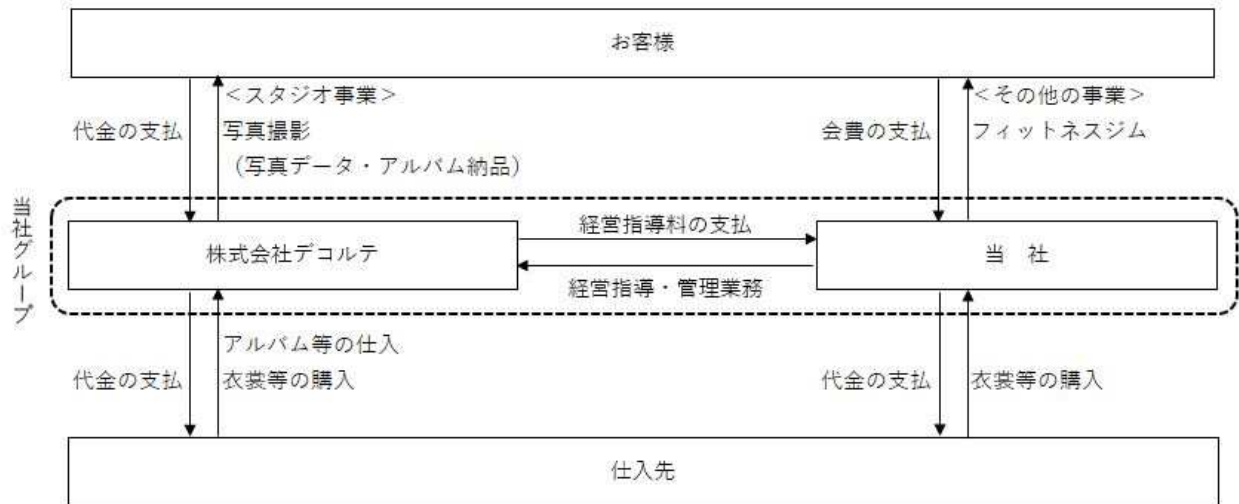 お客様
<スタジオ事業>
代金の支払
写真撮影
(写真データ・アルバム納品)
<その他の事業>
会費の支払
フィットネスジム
当社グループ
株式会社デコルテ
経営指導料の支払
経営指導・管理業務
当 社
アルバム等の仕入
代金の支払
衣裳等の購入
代金の支払
衣裳等の購入
仕入先